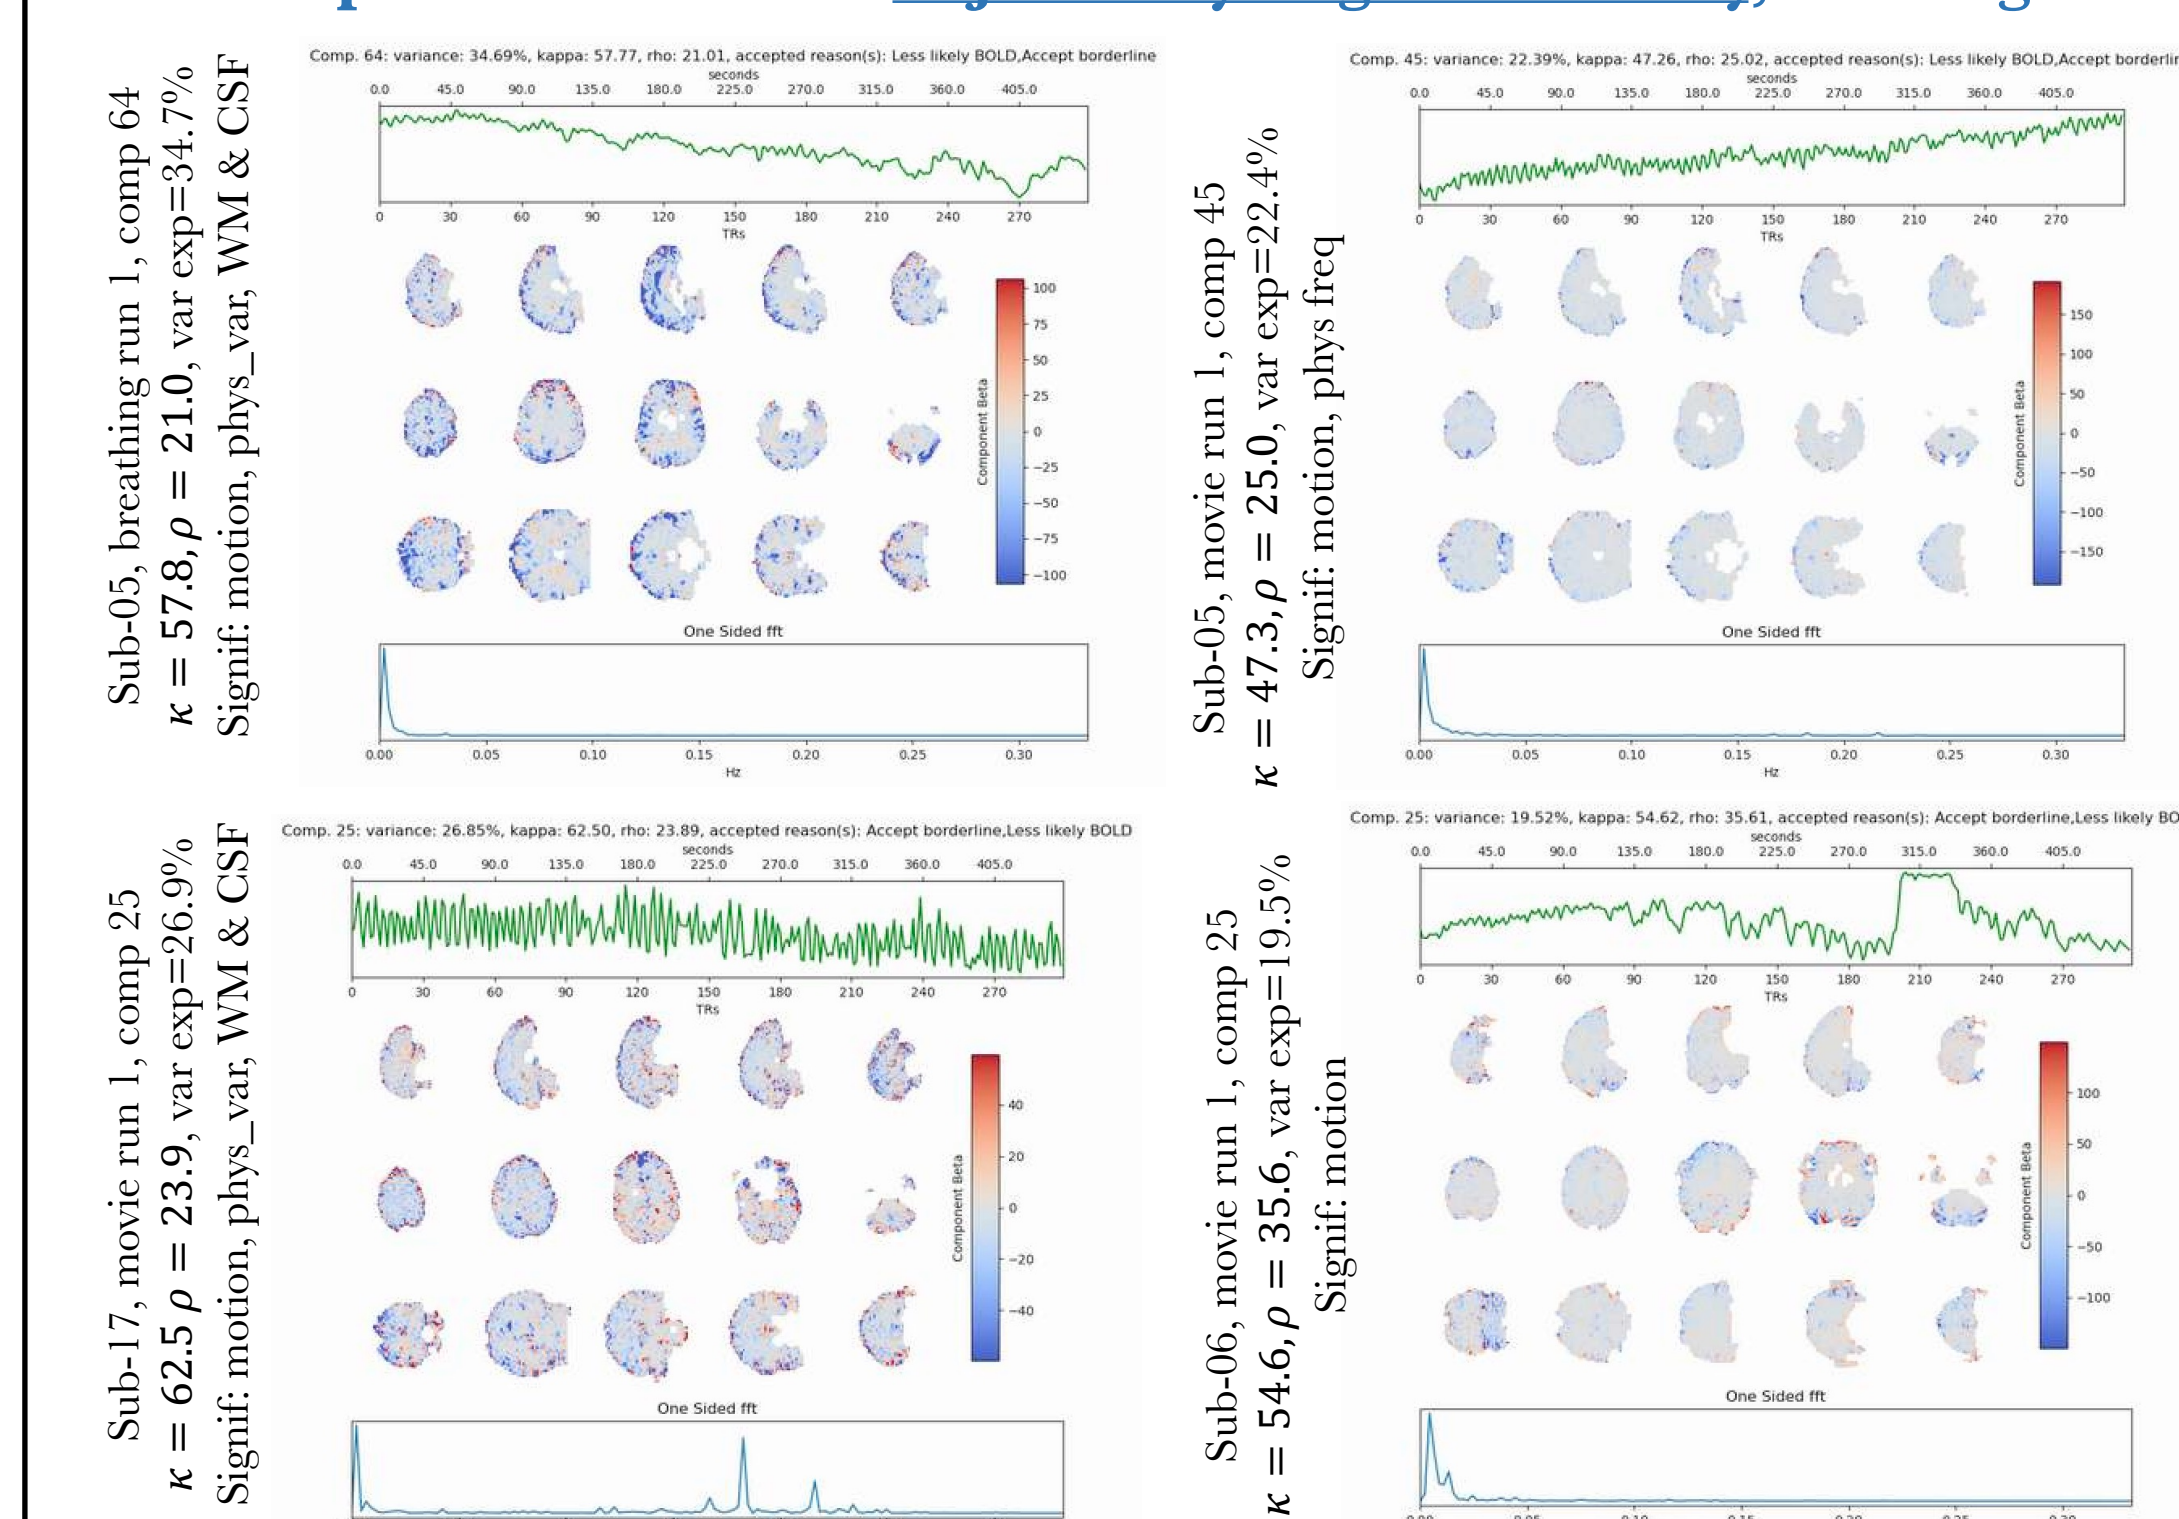 Sub-05, breathing run 1, comp 64
κ = 57.8, ρ = 21.0, var exp=34.7%
Signif: motion, phys_var, WM & CSF
Comp. 64: variance: 34.69%, kappa: 57.77, rho: 21.01, accepted reason(s): Less likely BOLD,Accept borderline
seconds
0.0 45.0 90.0 135.0 180.0 225.0 270.0 315.0 360.0 405.0
0 30 60 90 120 150 180 210 240 270
TRs
100
75
50
25
0
−25
−50
−75
−100
Component Beta
One Sided fft
0.00 0.05 0.10 0.15 0.20 0.25 0.30
Hz
Sub-05, movie run 1, comp 45
κ = 47.3, ρ = 25.0, var exp=22.4%
Signif: motion, phys freq
Comp. 45: variance: 22.39%, kappa: 47.26, rho: 25.02, accepted reason(s): Less likely BOLD,Accept
seconds
0.0 45.0 90.0 135.0 180.0 225.0 270.0 315.0 360.0 405.0
0 30 60 90 120 150 180 210 240 270
TRs
150
100
50
0
−50
−100
−150
Component Beta
One Sided fft
0.00 0.05 0.10 0.15 0.20 0.25 0.30
Hz
Sub-17, movie run 1, comp 25
κ = 62.5 ρ = 23.9, var exp=26.9%
Signif: motion, phys_var, WM & CSF
Comp. 25: variance: 26.85%, kappa: 62.50, rho: 23.89, accepted reason(s): Accept borderline,Less likely BOLD
seconds
0.0 45.0 90.0 135.0 180.0 225.0 270.0 315.0 360.0 405.0
0 30 60 90 120 150 180 210 240 270
TRs
40
20
0
−20
−40
Component Beta
One Sided fft
Sub-06, movie run 1, comp 25
κ = 54.6, ρ = 35.6, var exp=19.5%
Signif: motion
Comp. 25: variance: 19.52%, kappa: 54.62, rho: 35.61, accepted reason(s): Accept borderline,Less likely
seconds
0.0 45.0 90.0 135.0 180.0 225.0 270.0 315.0 360.0 405.0
0 30 60 90 120 150 180 210 240 270
TRs
100
50
0
−50
−100
Component Beta
One Sided fft